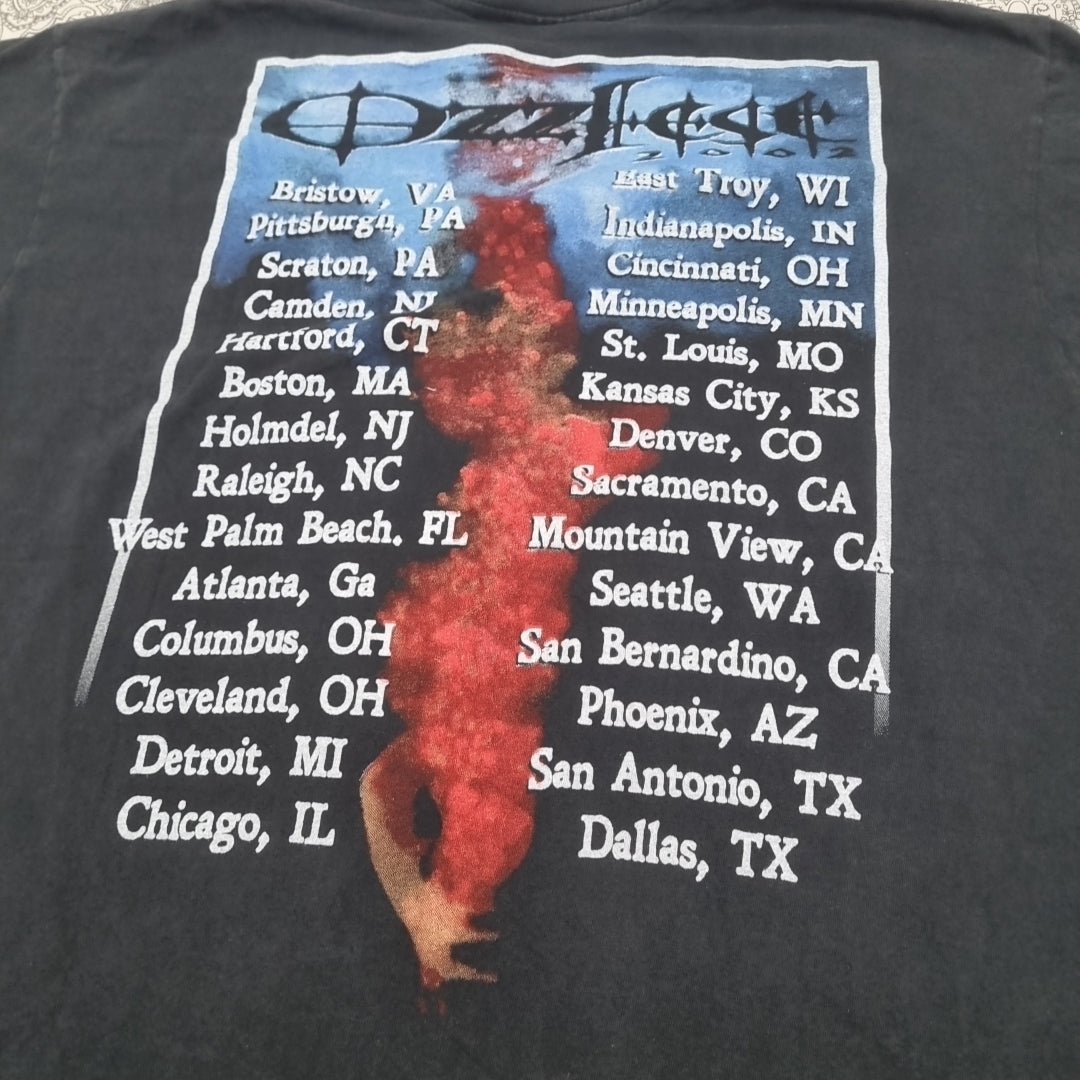 Ozzfest
2002
Bristow, VA
Pittsburgh, PA
Scraton, PA
Camden, NJ
Hartford, CT
Boston, MA
Holmdel, NJ
Raleigh, NC
West Palm Beach. FL
Atlanta, Ga
Columbus, OH
Cleveland, OH
Detroit, MI
Chicago, IL
East Troy, WI
Indianapolis, IN
Cincinnati, OH
Minneapolis, MN
St. Louis, MO
Kansas City, KS
Denver, CO
Sacramento, CA
Mountain View, CA
Seattle, WA
San Bernardino, CA
Phoenix, AZ
San Antonio, TX
Dallas, TX